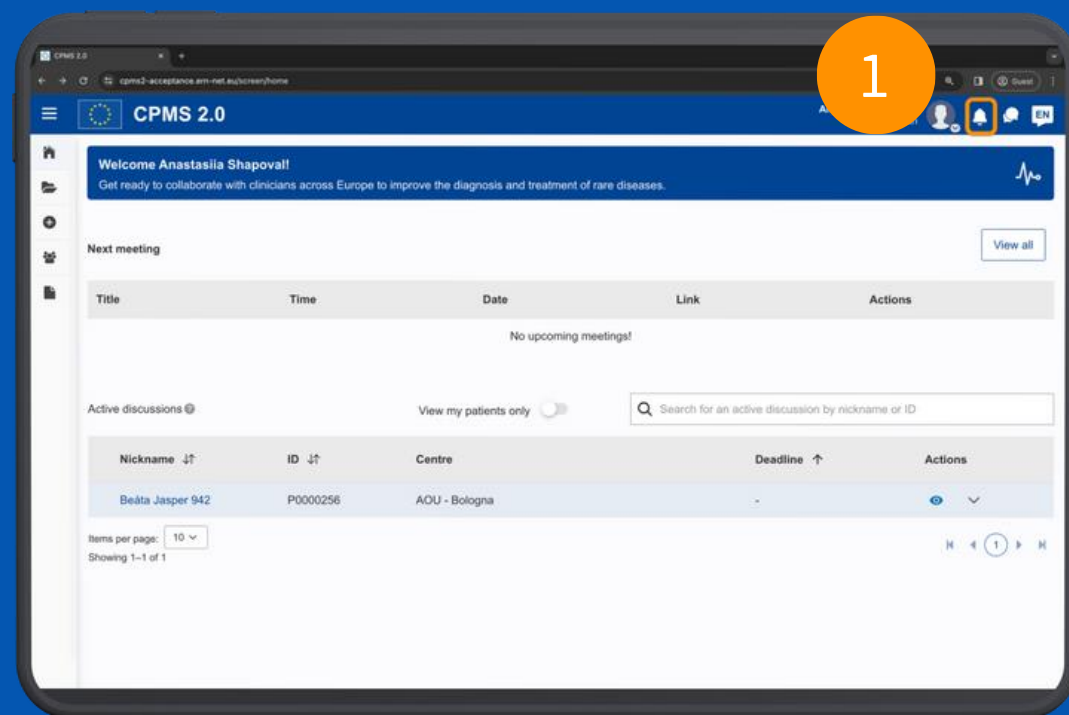 1
CPMS 2.0
cpms2-acceptance.ern-net.eu/screen/home
Guest
CPMS 2.0
EN
Welcome Anastasiia Shapoval!
Get ready to collaborate with clinicians across Europe to improve the diagnosis and treatment of rare diseases.
Next meeting
View all
Title Time Date Link Actions
No upcoming meetings!
Active discussions
View my patients only
Search for an active discussion by nickname or ID
Nickname ID Centre Deadline Actions
Beáta Jasper 942 P0000256 AOU - Bologna -
Items per page: 10
1
Showing 1–1 of 1